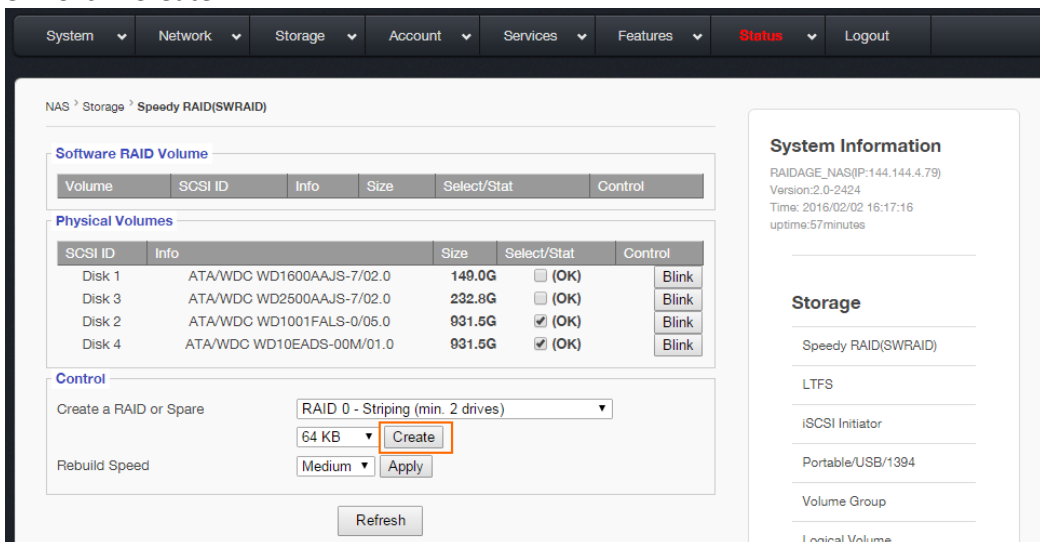 System Network Storage Account Services Features Status Logout
NAS > Storage > Speedy RAID(SWRAID)
Software RAID Volume
Volume SCSI ID Info Size Select/Stat Control
Physical Volumes
SCSI ID Info Size Select/Stat Control
Disk 1 ATA/WDC WD1600AAJS-7/02.0 149.0G (OK) Blink
Disk 3 ATA/WDC WD2500AAJS-7/02.0 232.8G (OK) Blink
Disk 2 ATA/WDC WD1001FALS-0/05.0 931.5G (OK) Blink
Disk 4 ATA/WDC WD10EADS-00M/01.0 931.5G (OK) Blink
Control
Create a RAID or Spare RAID 0 - Striping (min. 2 drives)
64 KB Create
Rebuild Speed Medium Apply
Refresh
System Information
RAIDAGE_NAS(IP:144.144.4.79)
Version:2.0-2424
Time: 2016/02/02 16:17:16
uptime:57minutes
Storage
Speedy RAID(SWRAID)
LTFS
iSCSI Initiator
Portable/USB/1394
Volume Group
Logical Volume